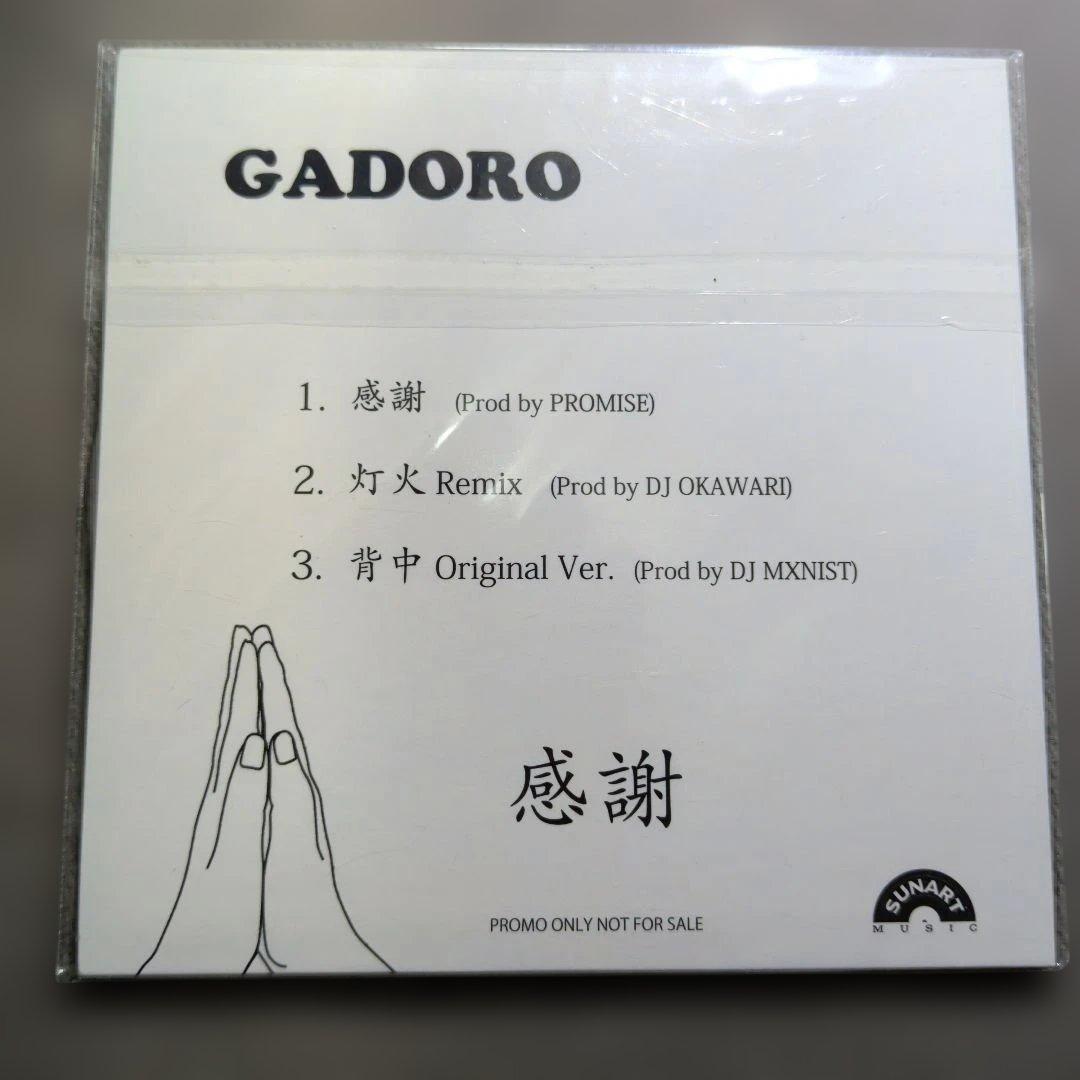 GADORO
1. 感謝 (Prod by PROMISE)
2. 灯火 Remix (Prod by DJ OKAWARI)
3. 背中 Original Ver. (Prod by DJ MXNIST)
感謝
PROMO ONLY NOT FOR SALE
SUNART
MUSIC